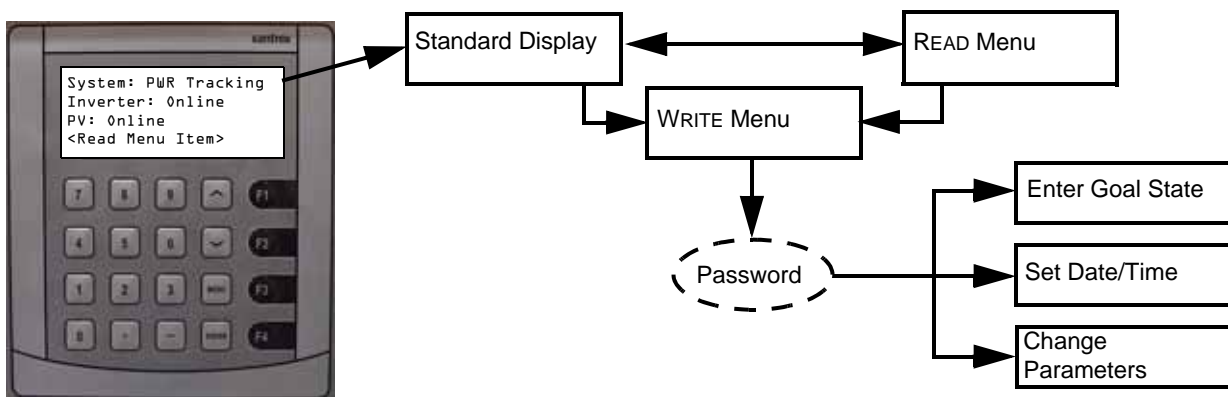 xantrex
System: PWR Tracking
Inverter: Online
PV: Online
<Read Menu Item>
7 8 9 F1
4 5 6 F2
1 2 3 MENU F3
0 • − ENTER F4
Standard Display
READ Menu
WRITE Menu
Password
Enter Goal State
Set Date/Time
Change
Parameters